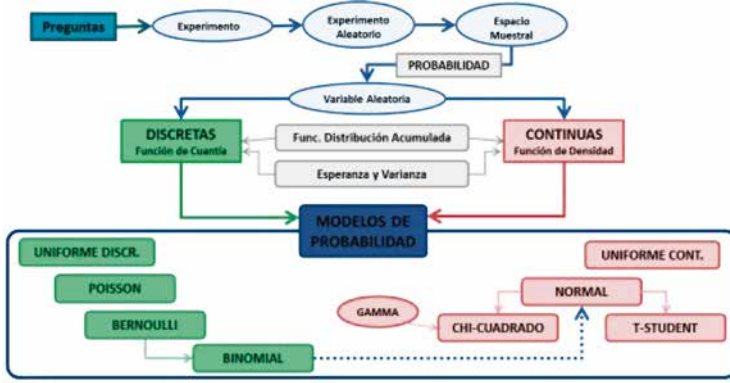 Preguntas
Experimento
Experimento
Aleatorio
Espacio
Muestral
PROBABILIDAD
Variable Aleatoria
DISCRETAS
Función de Cuantía
Func. Distribución Acumulada
CONTINUAS
Función de Densidad
Esperanza y Varianza
MODELOS DE
PROBABILIDAD
UNIFORME DISCR.
UNIFORME CONT.
POISSON
NORMAL
GAMMA
BERNOULLI
CHI-CUADRADO
T-STUDENT
BINOMIAL